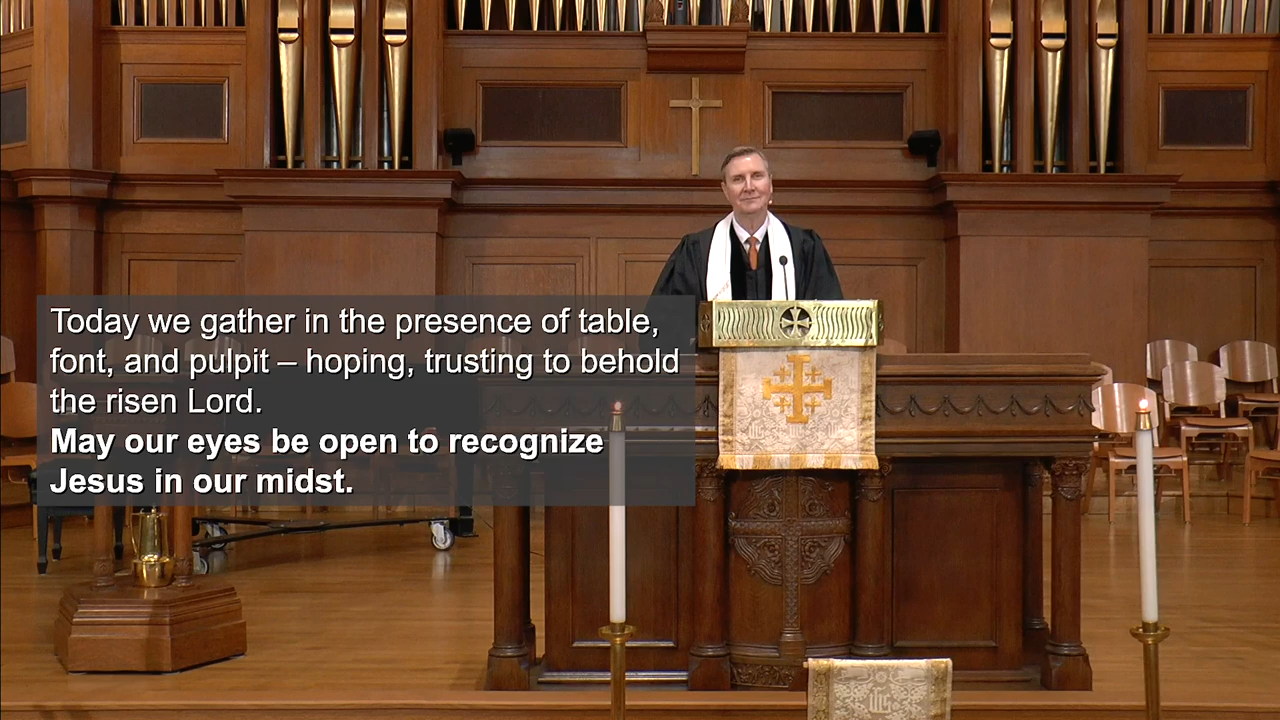 Today we gather in the presence of table,
font, and pulpit – hoping, trusting to behold
the risen Lord.
May our eyes be open to recognize
Jesus in our midst.